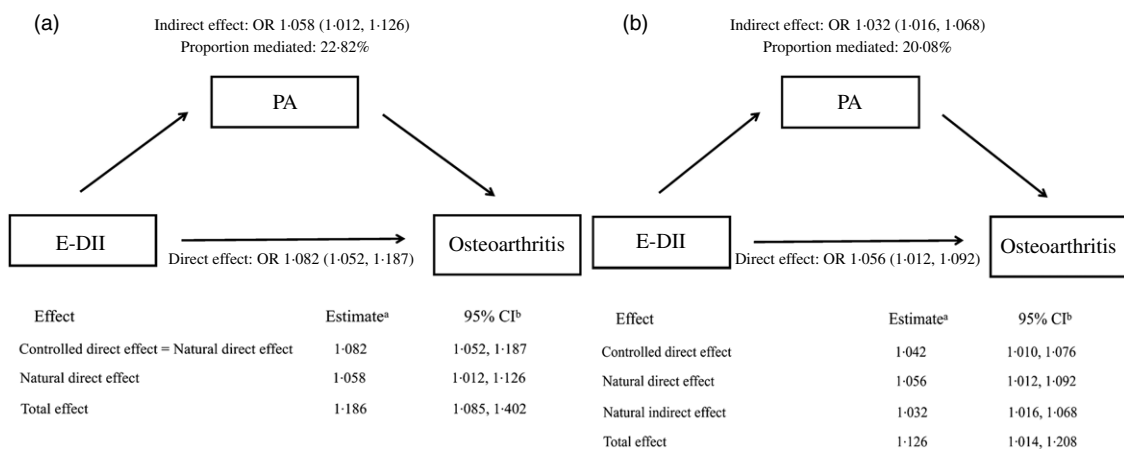 (a)
Indirect effect: OR 1·058 (1·012, 1·126)
Proportion mediated: 22·82%
PA
E-DII
Osteoarthritis
Direct effect: OR 1·082 (1·052, 1·187)
Effect Estimateᵃ 95% CIᵇ
Controlled direct effect = Natural direct effect 1·082 1·052, 1·187
Natural direct effect 1·058 1·012, 1·126
Total effect 1·186 1·085, 1·402
(b)
Indirect effect: OR 1·032 (1·016, 1·068)
Proportion mediated: 20·08%
PA
E-DII
Osteoarthritis
Direct effect: OR 1·056 (1·012, 1·092)
Effect Estimateᵃ 95% CIᵇ
Controlled direct effect 1·042 1·010, 1·076
Natural direct effect 1·056 1·012, 1·092
Natural indirect effect 1·032 1·016, 1·068
Total effect 1·126 1·014, 1·208